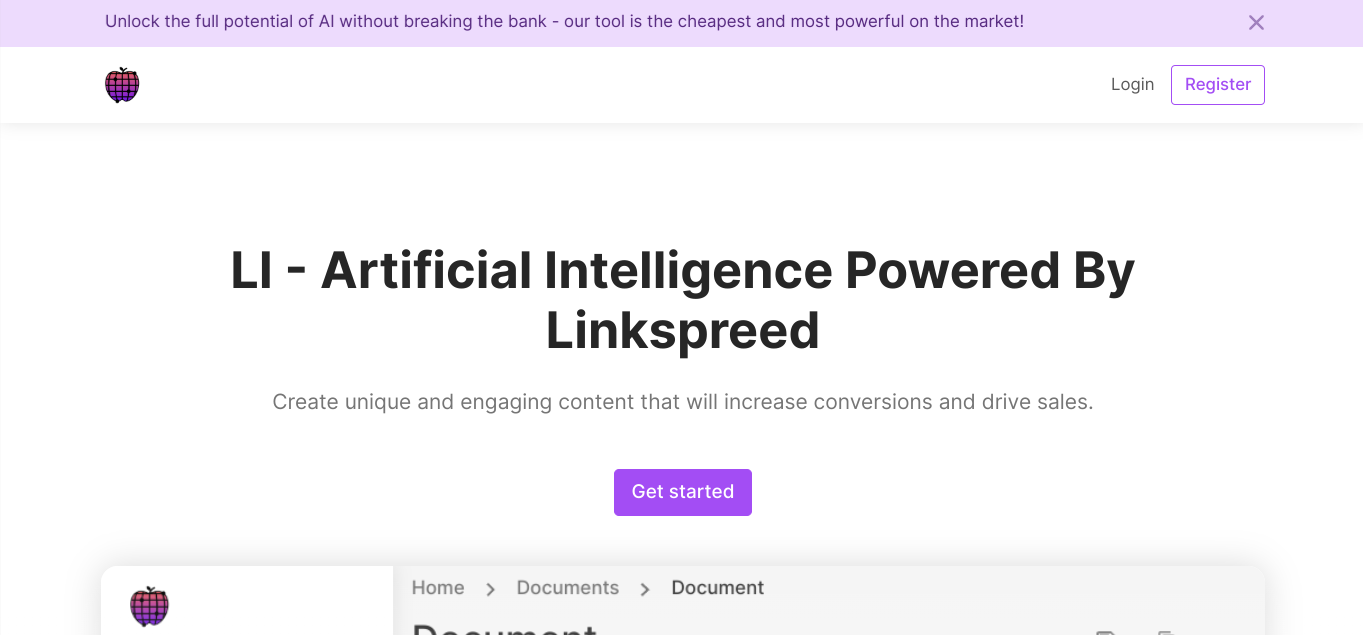 Unlock the full potential of AI without breaking the bank - our tool is the cheapest and most powerful on the market!
Login
Register
LI - Artificial Intelligence Powered By
Linkspreed
Create unique and engaging content that will increase conversions and drive sales.
Get started
Home
Documents
Document
Document